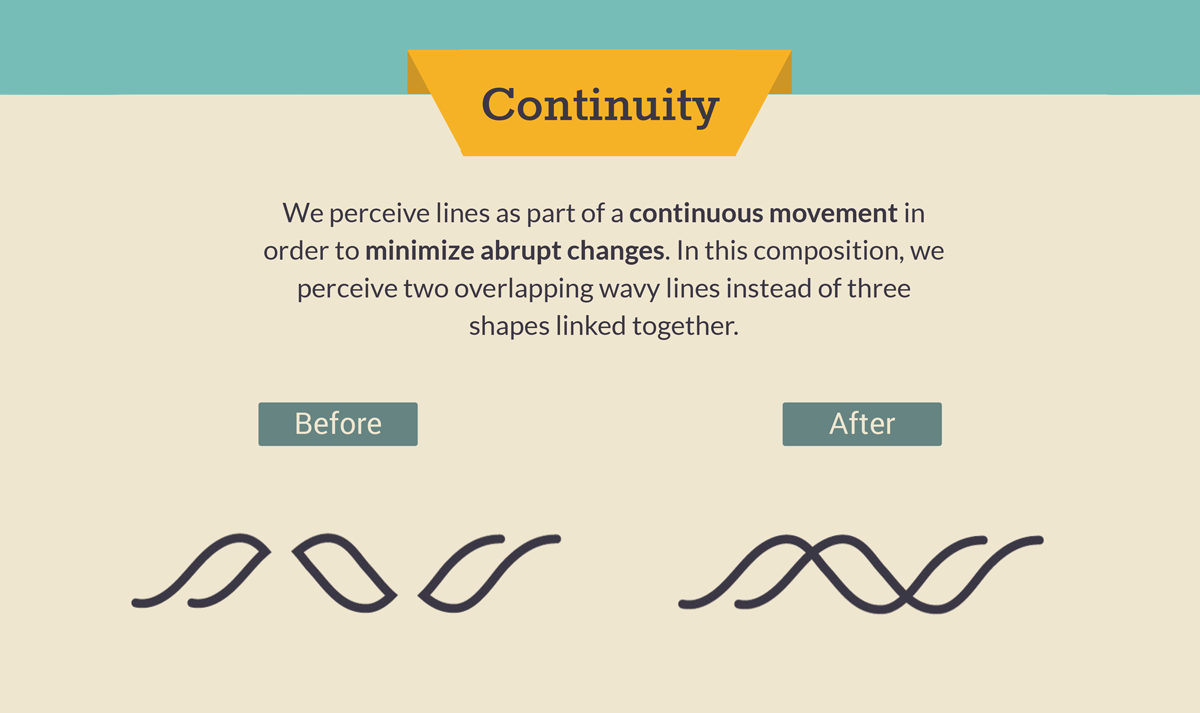 Continuity
We perceive lines as part of a continuous movement in
order to minimize abrupt changes. In this composition, we
perceive two overlapping wavy lines instead of three
shapes linked together.
Before
After